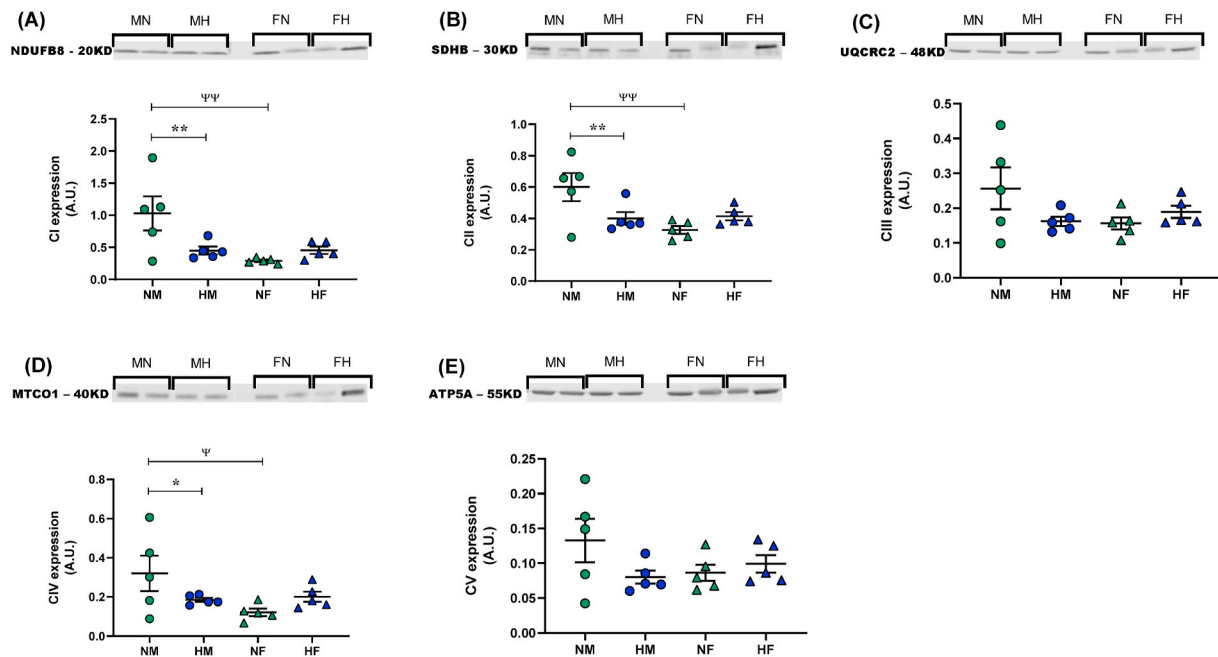 (A)
MN MH FN FH
NDUFB8 - 20KD
ΨΨ
**
CI expression
(A.U.)
2.5
2.0
1.5
1.0
0.5
0.0
NM HM NF HF
(B)
MN MH FN FH
SDHB – 30KD
ΨΨ
**
CII expression
(A.U.)
1.0
0.8
0.6
0.4
0.2
0.0
NM HM NF HF
(C)
MN MH FN FH
UQCRC2 – 48KD
CIII expression
(A.U.)
0.5
0.4
0.3
0.2
0.1
0.0
NM HM NF HF
(D)
MN MH FN FH
MTCO1 – 40KD
Ψ
*
CIV expression
(A.U.)
0.8
0.6
0.4
0.2
0.0
NM HM NF HF
(E)
MN MH FN FH
ATP5A – 55KD
CV expression
(A.U.)
0.25
0.20
0.15
0.10
0.05
0.00
NM HM NF HF